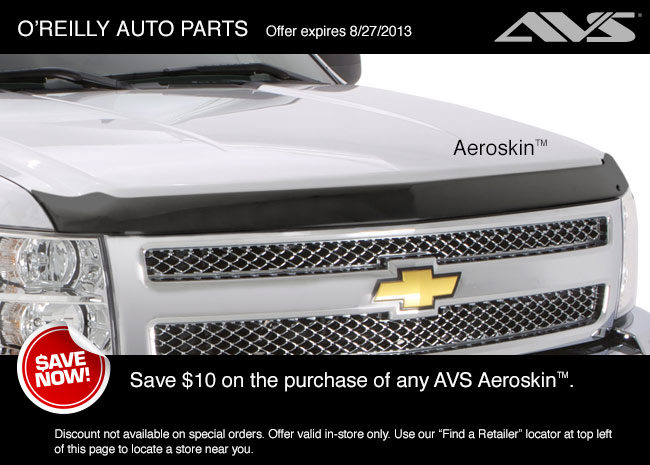 O'REILLY AUTO PARTS Offer expires 8/27/2013 AVS®
Aeroskin™
$AVE
NOW!
Save $10 on the purchase of any AVS Aeroskin™.
Discount not available on special orders. Offer valid in-store only. Use our “Find a Retailer” locator at top left
of this page to locate a store near you.